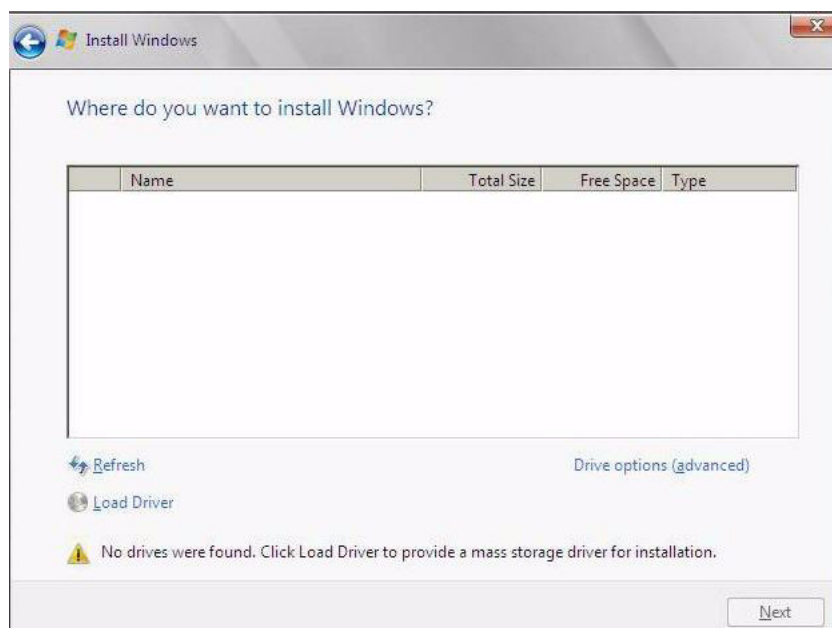 Install Windows
Where do you want to install Windows?
Name Total Size Free Space Type
Refresh Drive options (advanced)
Load Driver
No drives were found. Click Load Driver to provide a mass storage driver for installation.
Next